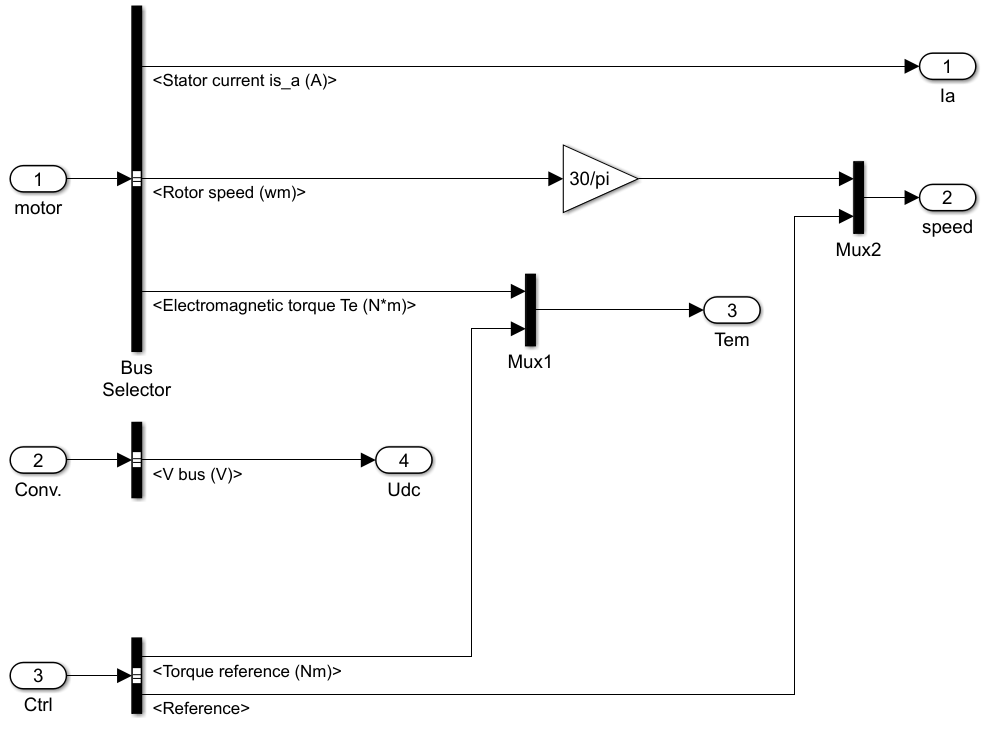 <Stator current is_a (A)>
1
Ia
1
motor
<Rotor speed (wm)>
30/pi
Mux2
2
speed
<Electromagnetic torque Te (N*m)>
Mux1
3
Tem
Bus
Selector
2
Conv.
<V bus (V)>
4
Udc
3
Ctrl
<Torque reference (Nm)>
<Reference>